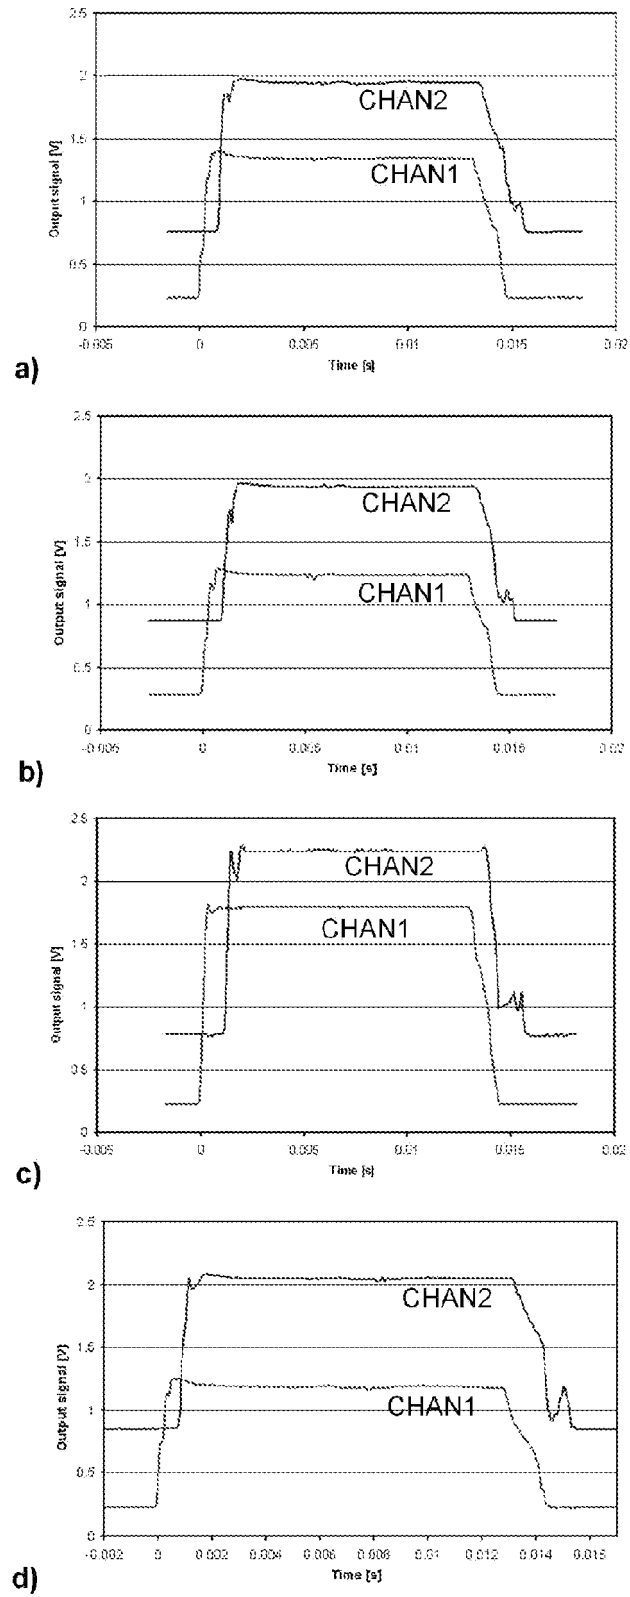 2.5
2
1.5
1
0.5
0
Output signal [V]
CHAN2
CHAN1
-0.005 0 0.005 0.01 0.015 0.02
Time [s]
a)
2.5
2
1.5
1
0.5
0
Output signal [V]
CHAN2
CHAN1
-0.005 0 0.005 0.01 0.015 0.02
Time [s]
b)
2.5
2
1.5
1
0.5
0
Output signal [V]
CHAN2
CHAN1
-0.005 0 0.005 0.01 0.015 0.02
Time [s]
c)
2.5
2
1.5
1
0.5
0
Output signal [V]
CHAN2
CHAN1
-0.002 0 0.002 0.004 0.006 0.008 0.01 0.012 0.014 0.016
Time [s]
d)